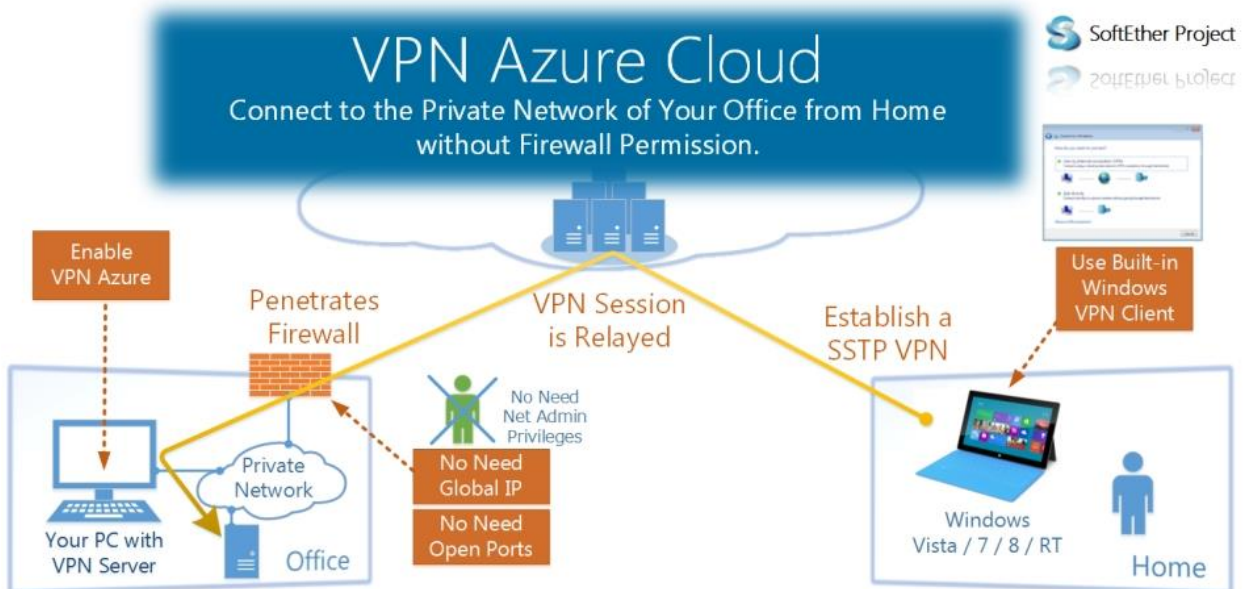 VPN Azure Cloud
Connect to the Private Network of Your Office from Home
without Firewall Permission.
SoftEther Project
Enable
VPN Azure
Penetrates
Firewall
VPN Session
is Relayed
Establish a
SSTP VPN
Use Built-in
Windows
VPN Client
No Need
Net Admin
Privileges
No Need
Global IP
No Need
Open Ports
Private
Network
Your PC with
VPN Server
Office
Windows
Vista / 7 / 8 / RT
Home